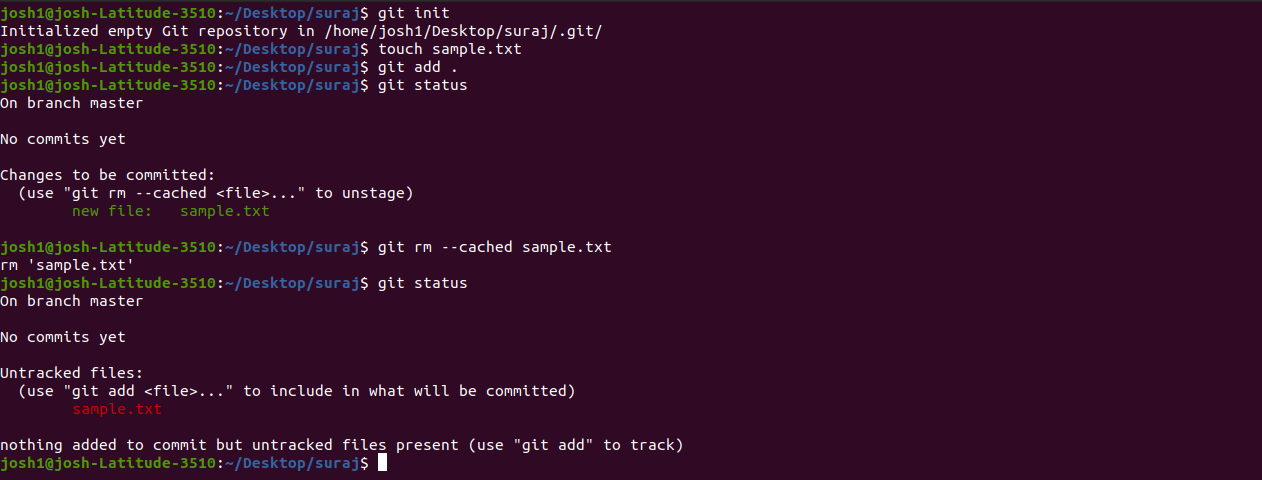 josh1@josh-Latitude-3510:~/Desktop/suraj$ git init
Initialized empty Git repository in /home/josh1/Desktop/suraj/.git/
josh1@josh-Latitude-3510:~/Desktop/suraj$ touch sample.txt
josh1@josh-Latitude-3510:~/Desktop/suraj$ git add .
josh1@josh-Latitude-3510:~/Desktop/suraj$ git status
On branch master

No commits yet

Changes to be committed:
  (use "git rm --cached <file>..." to unstage)
        new file:   sample.txt

josh1@josh-Latitude-3510:~/Desktop/suraj$ git rm --cached sample.txt
rm 'sample.txt'
josh1@josh-Latitude-3510:~/Desktop/suraj$ git status
On branch master

No commits yet

Untracked files:
  (use "git add <file>..." to include in what will be committed)
        sample.txt

nothing added to commit but untracked files present (use "git add" to track)
josh1@josh-Latitude-3510:~/Desktop/suraj$